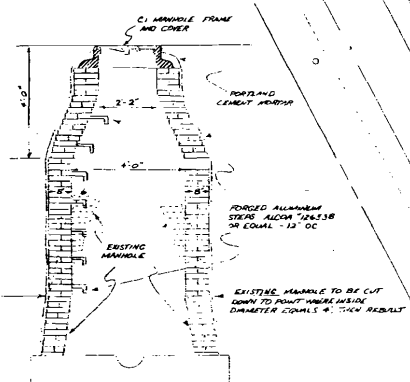 C.I. MANHOLE FRAME
AND COVER
4'-0"
PORTLAND
CEMENT MORTAR
2'-2"
4'-0"
8"
8"
FORGED ALUMINUM
STEPS ALCOA #12653B
OR EQUAL - 12" OC
EXISTING
MANHOLE
EXISTING MANHOLE TO BE CUT
DOWN TO POINT WHERE INSIDE
DIAMETER EQUALS 4', THEN REBUILT